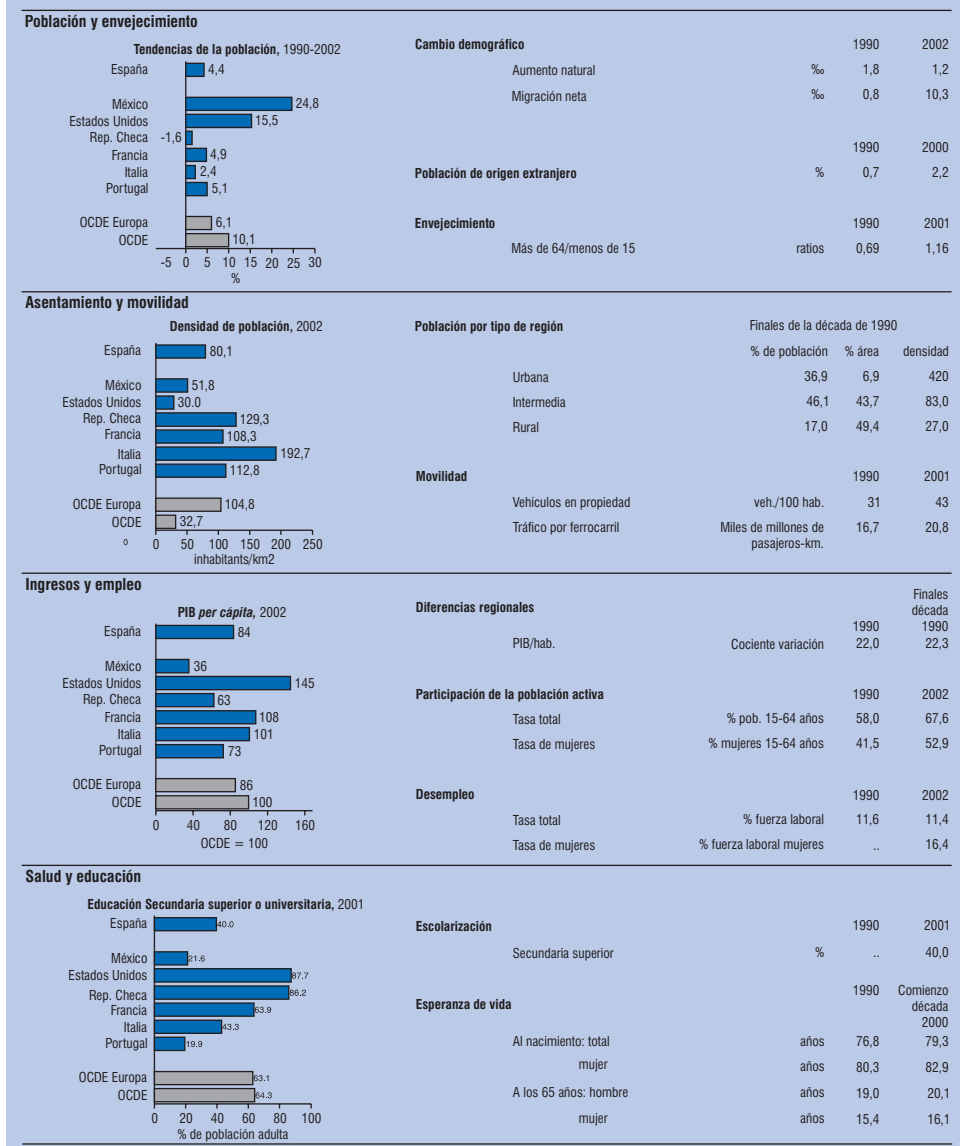 Población y envejecimiento
Tendencias de la población, 1990-2002
España 4,4
México 24,8
Estados Unidos 15,5
Rep. Checa -1,6
Francia 4,9
Italia 2,4
Portugal 5,1
OCDE Europa 6,1
OCDE 10,1
-5 0 5 10 15 20 25 30
%
Cambio demográfico 1990 2002
Aumento natural ‰ 1,8 1,2
Migración neta ‰ 0,8 10,3
1990 2000
Población de origen extranjero % 0,7 2,2
Envejecimiento 1990 2001
Más de 64/menos de 15 ratios 0,69 1,16
Asentamiento y movilidad
Densidad de población, 2002
España 80,1
México 51,8
Estados Unidos 30.0
Rep. Checa 129,3
Francia 108,3
Italia 192,7
Portugal 112,8
OCDE Europa 104,8
OCDE 32,7
o 0 50 100 150 200 250
inhabitants/km2
Población por tipo de región Finales de la década de 1990
% de población % área densidad
Urbana 36,9 6,9 420
Intermedia 46,1 43,7 83,0
Rural 17,0 49,4 27,0
Movilidad 1990 2001
Vehículos en propiedad veh./100 hab. 31 43
Tráfico por ferrocarril Miles de millones de 16,7 20,8
pasajeros-km.
Ingresos y empleo
PIB per cápita, 2002
España 84
México 36
Estados Unidos 145
Rep. Checa 63
Francia 108
Italia 101
Portugal 73
OCDE Europa 86
OCDE 100
0 40 80 120 160
OCDE = 100
Finales
Diferencias regionales década
1990 1990
PIB/hab. Cociente variación 22,0 22,3
Participación de la población activa 1990 2002
Tasa total % pob. 15-64 años 58,0 67,6
Tasa de mujeres % mujeres 15-64 años 41,5 52,9
Desempleo 1990 2002
Tasa total % fuerza laboral 11,6 11,4
Tasa de mujeres % fuerza laboral mujeres .. 16,4
Salud y educación
Educación Secundaria superior o universitaria, 2001
España 40.0
México 21.6
Estados Unidos 87.7
Rep. Checa 86.2
Francia 63.9
Italia 43.3
Portugal 19.9
OCDE Europa 63.1
OCDE 64.3
0 20 40 60 80 100
% de población adulta
Escolarización 1990 2001
Secundaria superior % .. 40,0
1990 Comienzo
Esperanza de vida década
2000
Al nacimiento: total años 76,8 79,3
mujer años 80,3 82,9
A los 65 años: hombre años 19,0 20,1
mujer años 15,4 16,1